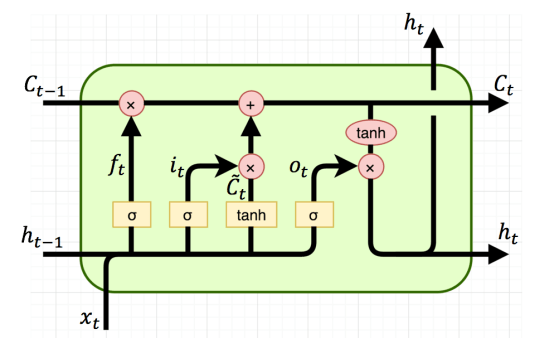 h_t
C_{t-1}
C_t
×
+
tanh
f_t
i_t
×
o_t
×
C̃_t
σ
σ
tanh
σ
h_{t-1}
h_t
x_t